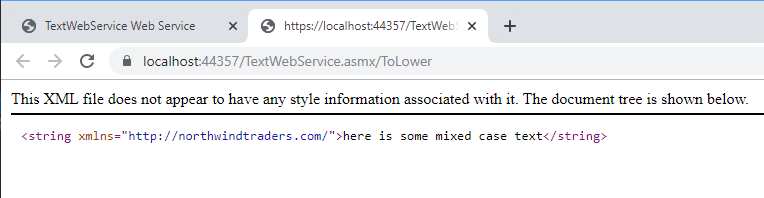 TextWebService Web Service
https://localhost:44357/TextWebS
localhost:44357/TextWebService.asmx/ToLower
This XML file does not appear to have any style information associated with it. The document tree is shown below.
<string xmlns="http://northwindtraders.com/">here is some mixed case text</string>